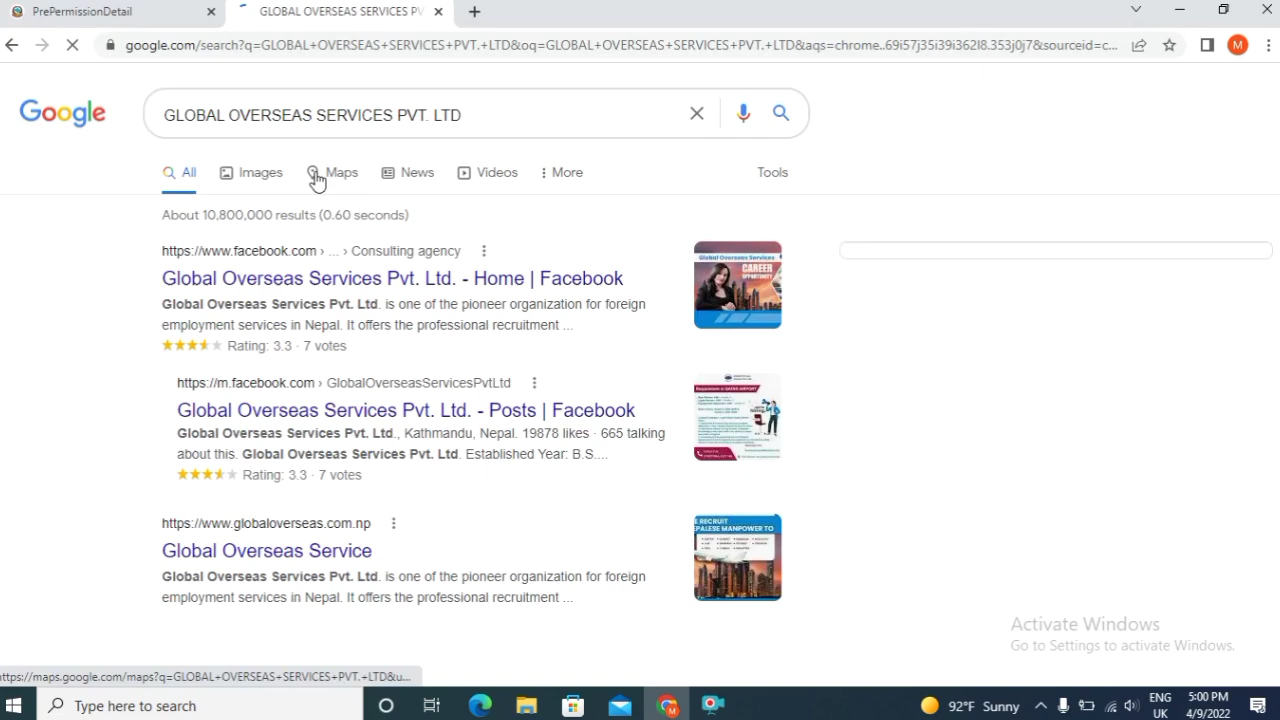 PrePermissionDetail
GLOBAL OVERSEAS SERVICES PV
google.com/search?q=GLOBAL+OVERSEAS+SERVICES+PVT.+LTD&oq=GLOBAL+OVERSEAS+SERVICES+PVT.+LTD&aqs=chrome..69i57j35i39i362l8.353j0j7&sourceid=c...
M
Google
GLOBAL OVERSEAS SERVICES PVT. LTD
All Images Maps News Videos More Tools
About 10,800,000 results (0.60 seconds)
https://www.facebook.com › ... › Consulting agency
Global Overseas Services Pvt. Ltd. - Home | Facebook
Global Overseas Services Pvt. Ltd. is one of the pioneer organization for foreign
employment services in Nepal. It offers the professional recruitment ...
Rating: 3.3 · 7 votes
Global Overseas Services
CAREER
OPPORTUNITY
https://m.facebook.com › GlobalOverseasServicesPvtLtd
Global Overseas Services Pvt. Ltd. - Posts | Facebook
Global Overseas Services Pvt. Ltd., Kathmandu, Nepal. 19878 likes · 665 talking
about this. Global Overseas Services Pvt. Ltd. Established Year: B.S....
Rating: 3.3 · 7 votes
https://www.globaloverseas.com.np
Global Overseas Service
Global Overseas Services Pvt. Ltd. is one of the pioneer organization for foreign
employment services in Nepal. It offers the professional recruitment ...
E RECRUIT
EPALESE MANPOWER TO
Activate Windows
Go to Settings to activate Windows.
https://maps.google.com/maps?q=GLOBAL+OVERSEAS+SERVICES+PVT.+LTD&u...
Type here to search
92°F Sunny
ENG
UK
5:00 PM
4/9/2022